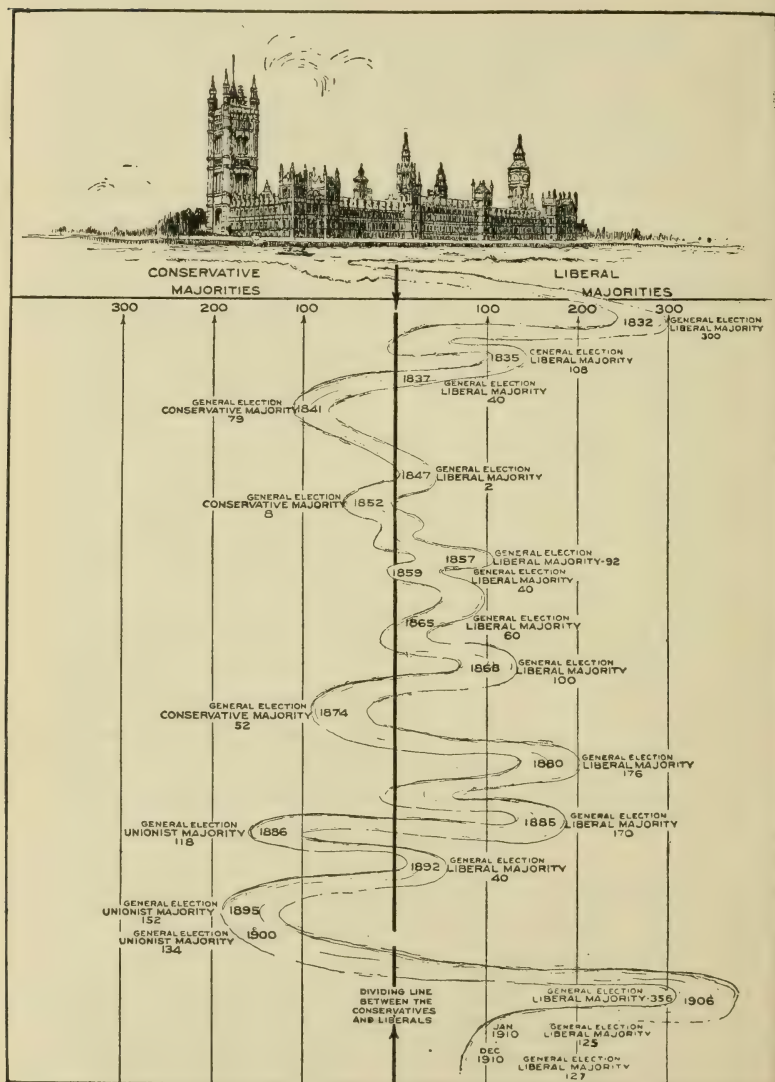 CONSERVATIVE
MAJORITIES
LIBERAL
MAJORITIES
300 200 100 100 200 300
1832 GENERAL ELECTION
LIBERAL MAJORITY
300
1835 GENERAL ELECTION
LIBERAL MAJORITY
108
1837 GENERAL ELECTION
LIBERAL MAJORITY
40
GENERAL ELECTION
CONSERVATIVE MAJORITY 1841
79
1847 GENERAL ELECTION
LIBERAL MAJORITY
2
GENERAL ELECTION
CONSERVATIVE MAJORITY 1852
8
1857 GENERAL ELECTION
LIBERAL MAJORITY-92
1859 GENERAL ELECTION
LIBERAL MAJORITY
40
1865 GENERAL ELECTION
LIBERAL MAJORITY
60
1868 GENERAL ELECTION
LIBERAL MAJORITY
100
GENERAL ELECTION
CONSERVATIVE MAJORITY 1874
52
1880 GENERAL ELECTION
LIBERAL MAJORITY
176
1885 GENERAL ELECTION
LIBERAL MAJORITY
170
GENERAL ELECTION
UNIONIST MAJORITY 1886
118
1892 GENERAL ELECTION
LIBERAL MAJORITY
40
GENERAL ELECTION
UNIONIST MAJORITY 1895
152
&
GENERAL ELECTION 1900
UNIONIST MAJORITY
134
DIVIDING LINE
BETWEEN THE
CONSERVATIVES
AND LIBERALS
GENERAL ELECTION
LIBERAL MAJORITY-356 1906
JAN
1910
GENERAL ELECTION
LIBERAL MAJORITY
125
DEC
1910
GENERAL ELECTION
LIBERAL MAJORITY
127